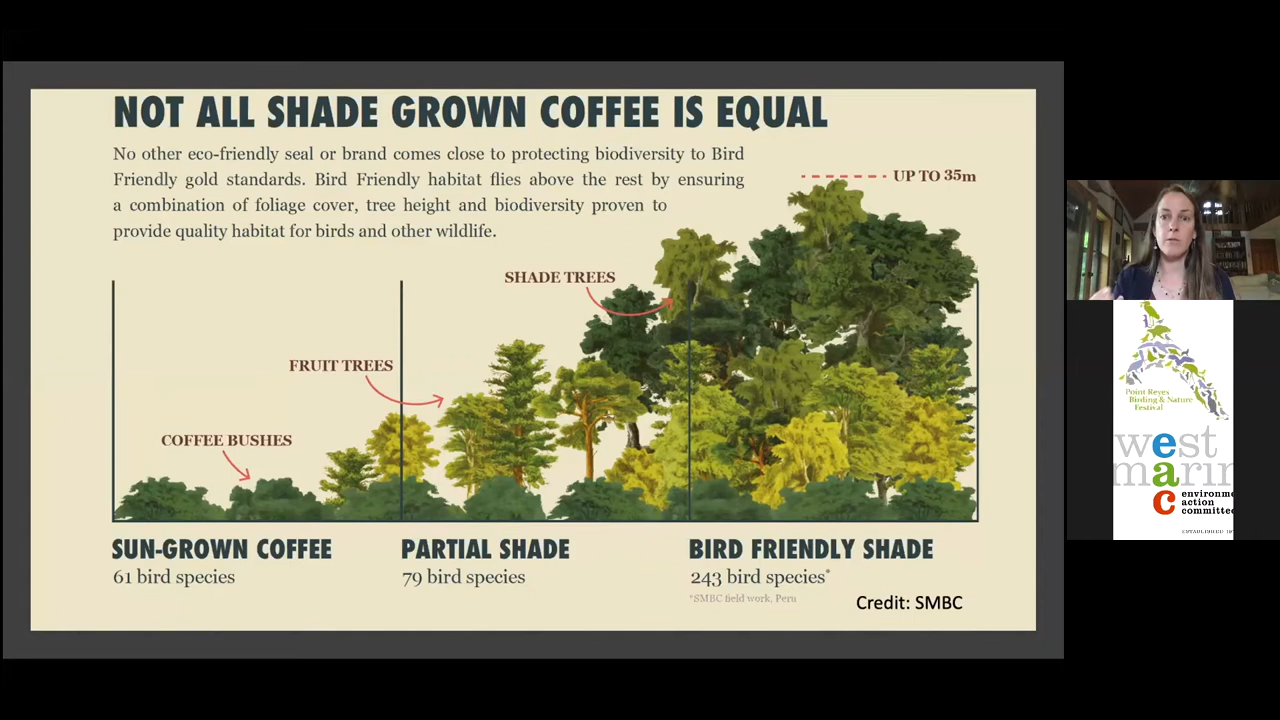 NOT ALL SHADE GROWN COFFEE IS EQUAL
No other eco-friendly seal or brand comes close to protecting biodiversity to Bird
Friendly gold standards. Bird Friendly habitat flies above the rest by ensuring
a combination of foliage cover, tree height and biodiversity proven to
provide quality habitat for birds and other wildlife.
UP TO 35m
SHADE TREES
FRUIT TREES
COFFEE BUSHES
SUN-GROWN COFFEE
61 bird species
PARTIAL SHADE
79 bird species
BIRD FRIENDLY SHADE
243 bird species*
*SMBC field work, Peru
Credit: SMBC
Point Reyes
Birding & Nature
Festival
west
marin
eac
environme
action
committee
ESTABLISHED